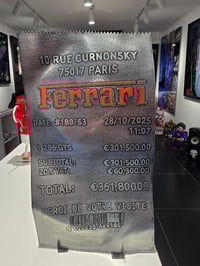 10 RUE CURNONSKY
75017 PARIS
Ferrari
DATE: #180763 28/10/2025
11:07
1 296 GTS €301,500.00
SUBTOTAL: €301,500.00
20% VAT: €60,300.00
TOTAL: €361,800.00
MERCI DE VOTRE VISITE